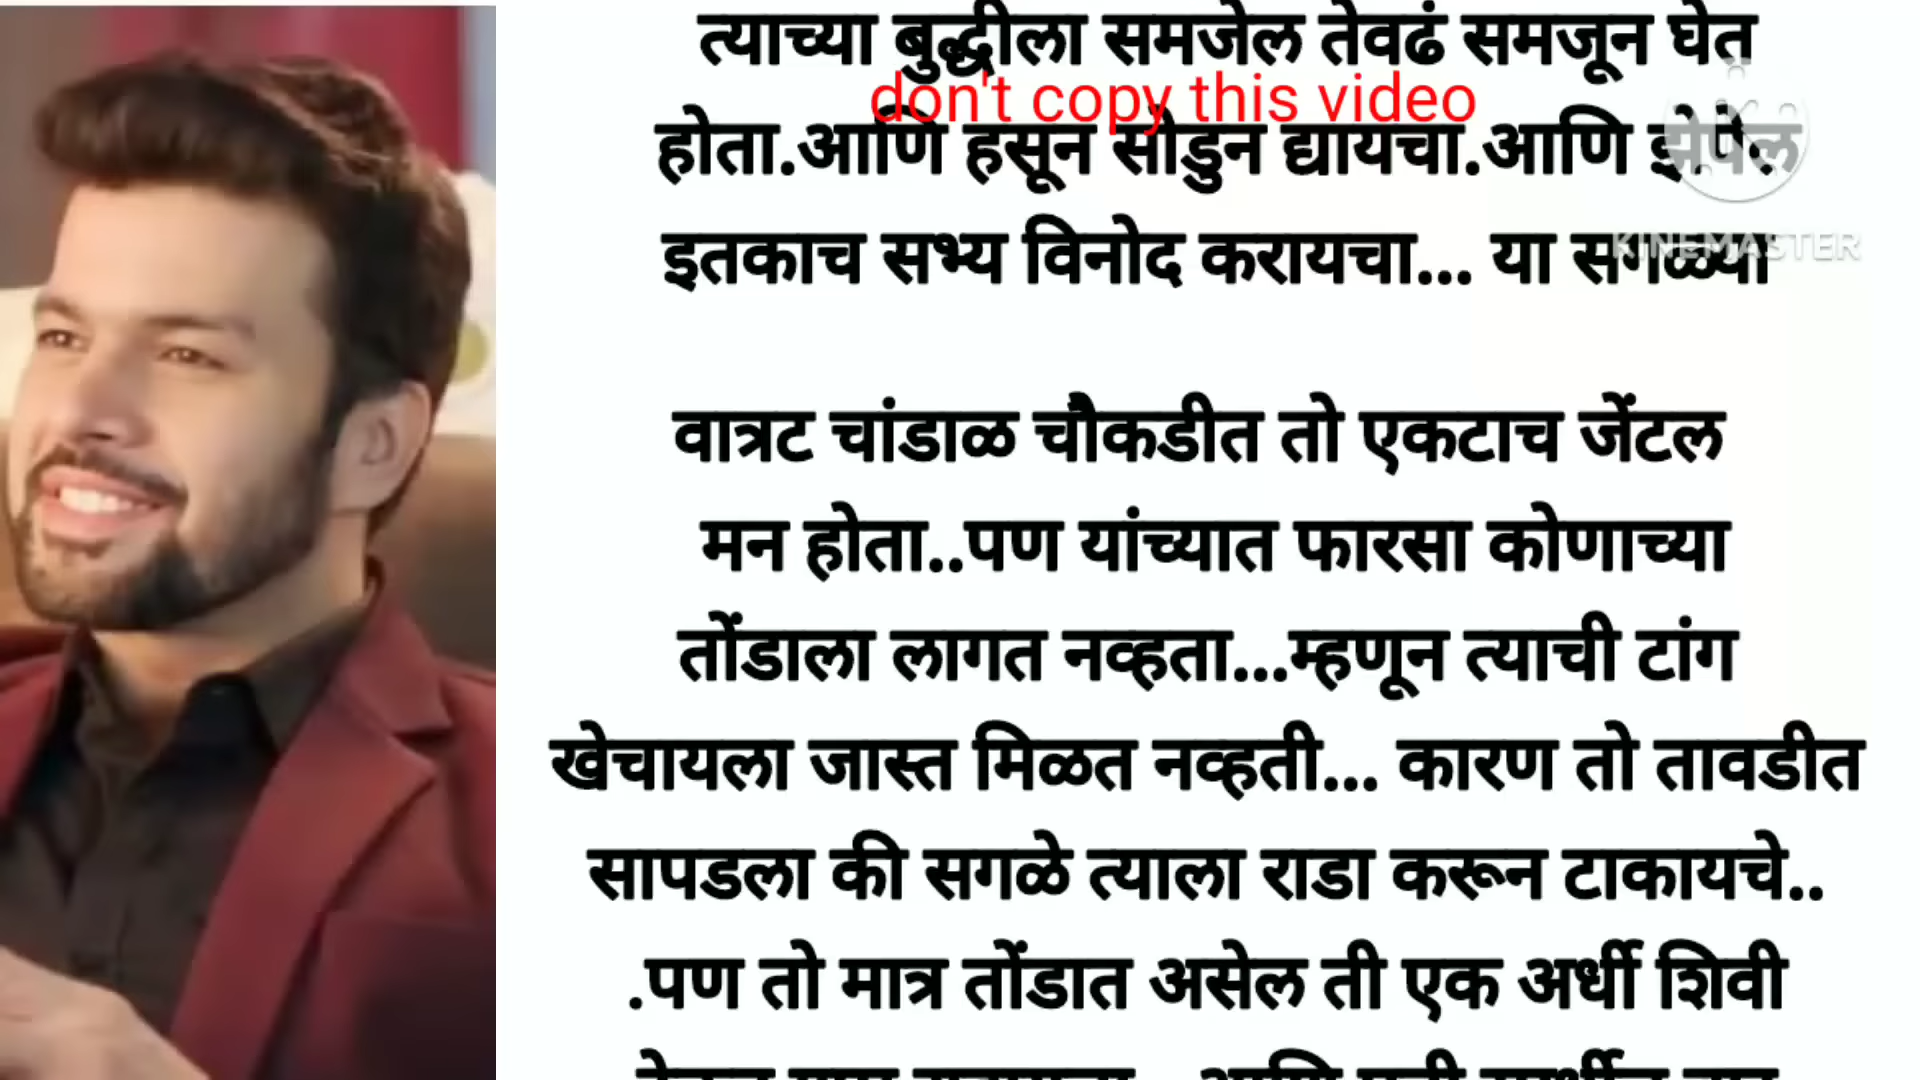 त्याच्या बुद्धीला समजेल तेवढं समजून घेत
don't copy this video
होता.आणि हसून सोडुन द्यायचा.आणि झेपेल
इतकाच सभ्य विनोद करायचा... या सगळ्या
KINEMASTER
वात्रट चांडाळ चौकडीत तो एकटाच जेंटल
मन होता..पण यांच्यात फारसा कोणाच्या
तोंडाला लागत नव्हता...म्हणून त्याची टांग
खेचायला जास्त मिळत नव्हती... कारण तो तावडीत
सापडला की सगळे त्याला राडा करून टाकायचे..
.पण तो मात्र तोंडात असेल ती एक अर्धी शिवी